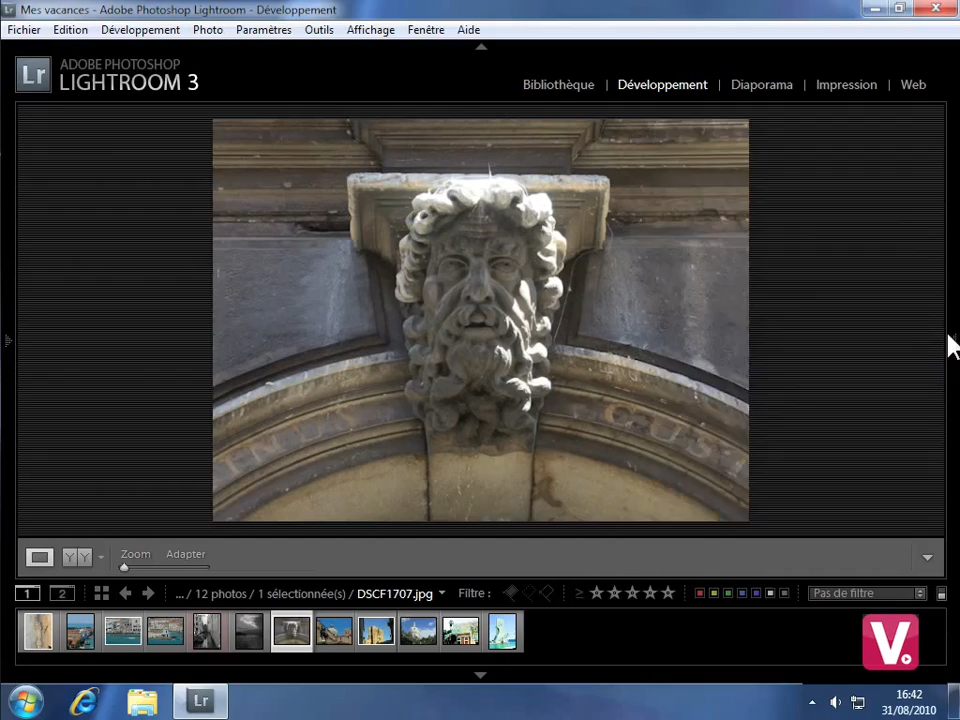 Mes vacances - Adobe Photoshop Lightroom - Développement
Fichier Edition Développement Photo Paramètres Outils Affichage Fenêtre Aide
Lr ADOBE PHOTOSHOP
LIGHTROOM 3
Bibliothèque | Développement | Diaporama | Impression | Web
YY Zoom Adapter
1 2 ... / 12 photos / 1 sélectionnée(s) / DSCF1707.jpg Filtre : ≥ Pas de filtre
V
Lr
16:42
31/08/2010